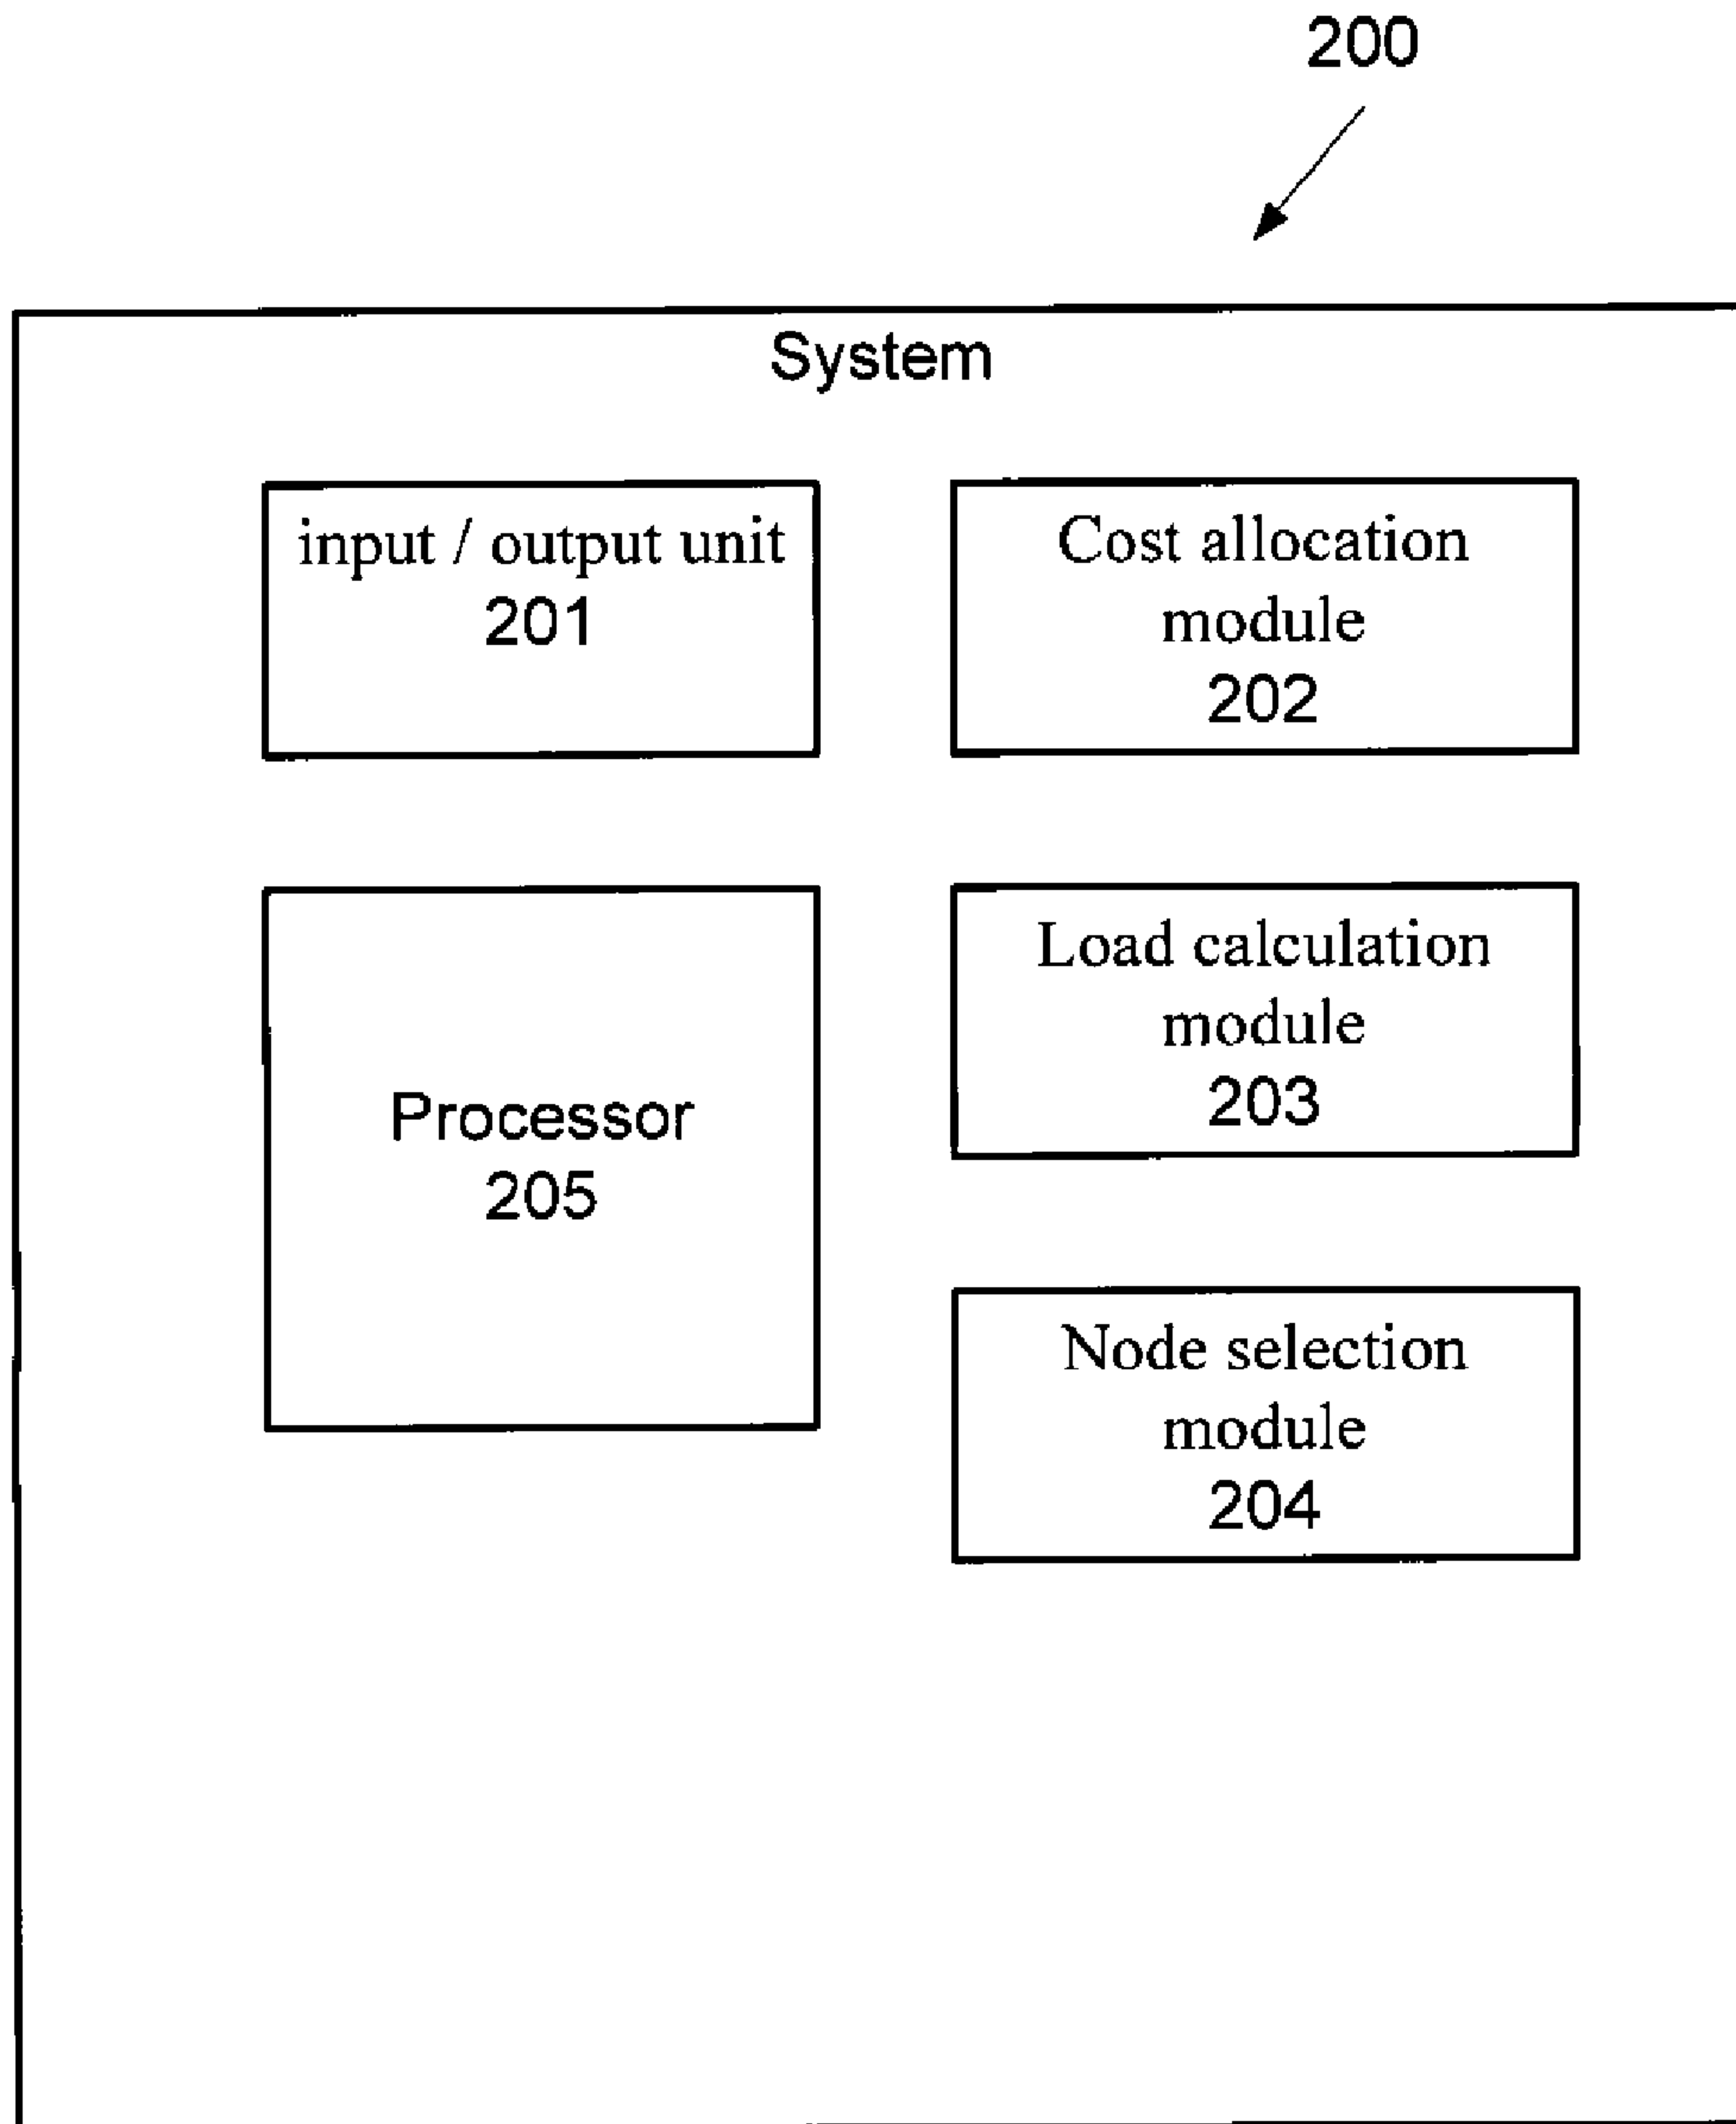 200
System
input / output unit
201
Cost allocation
module
202
Processor
205
Load calculation
module
203
Node selection
module
204